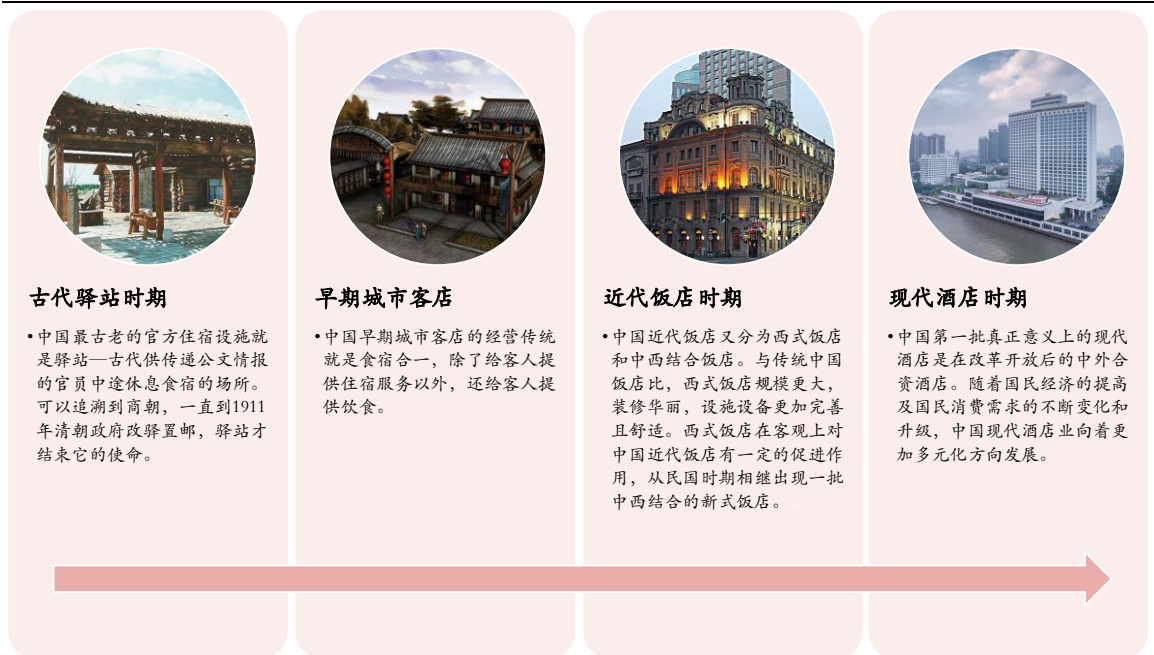 古代驿站时期
•中国最古老的官方住宿设施就
是驿站—古代供传递公文情报
的官员中途休息食宿的场所。
可以追溯到商朝，一直到1911
年清朝政府改驿置邮，驿站才
结束它的使命。
早期城市客店
•中国早期城市客店的经营传统
就是食宿合一，除了给客人提
供住宿服务以外，还给客人提
供饮食。
近代饭店时期
•中国近代饭店又分为西式饭店
和中西结合饭店。与传统中国
饭店比，西式饭店规模更大，
装修华丽，设施设备更加完善
且舒适。西式饭店在客观上对
中国近代饭店有一定的促进作
用，从民国时期相继出现一批
中西结合的新式饭店。
现代酒店时期
•中国第一批真正意义上的现代
酒店是在改革开放后的中外合
资酒店。随着国民经济的提高
及国民消费需求的不断变化和
升级，中国现代酒店业向着更
加多元化方向发展。